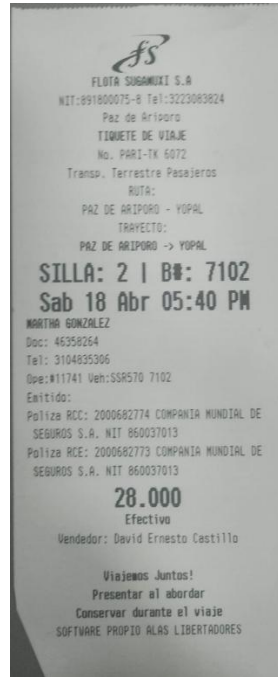 fs
FLOTA SUGAMUXI S.A
NIT:891800075-8 Tel:3223083824
Paz de Ariporo
TIQUETE DE VIAJE
No. PARI-TK 6072
Transp. Terrestre Pasajeros
RUTA:
PAZ DE ARIPORO - YOPAL
TRAYECTO:
PAZ DE ARIPORO -> YOPAL
SILLA: 2 | B#: 7102
Sab 18 Abr 05:40 PM
MARTHA GONZALEZ
Doc: 46358264
Tel: 3104835306
Ope:#11741 Veh:SSR570 7102
Emitido:
Poliza RCC: 2000682774 COMPANIA MUNDIAL DE
SEGUROS S.A. NIT 860037013
Poliza RCE: 2000682773 COMPANIA MUNDIAL DE
SEGUROS S.A. NIT 860037013
28.000
Efectivo
Vendedor: David Ernesto Castillo
Viajemos Juntos!
Presentar al abordar
Conservar durante el viaje
SOFTWARE PROPIO ALAS LIBERTADORES